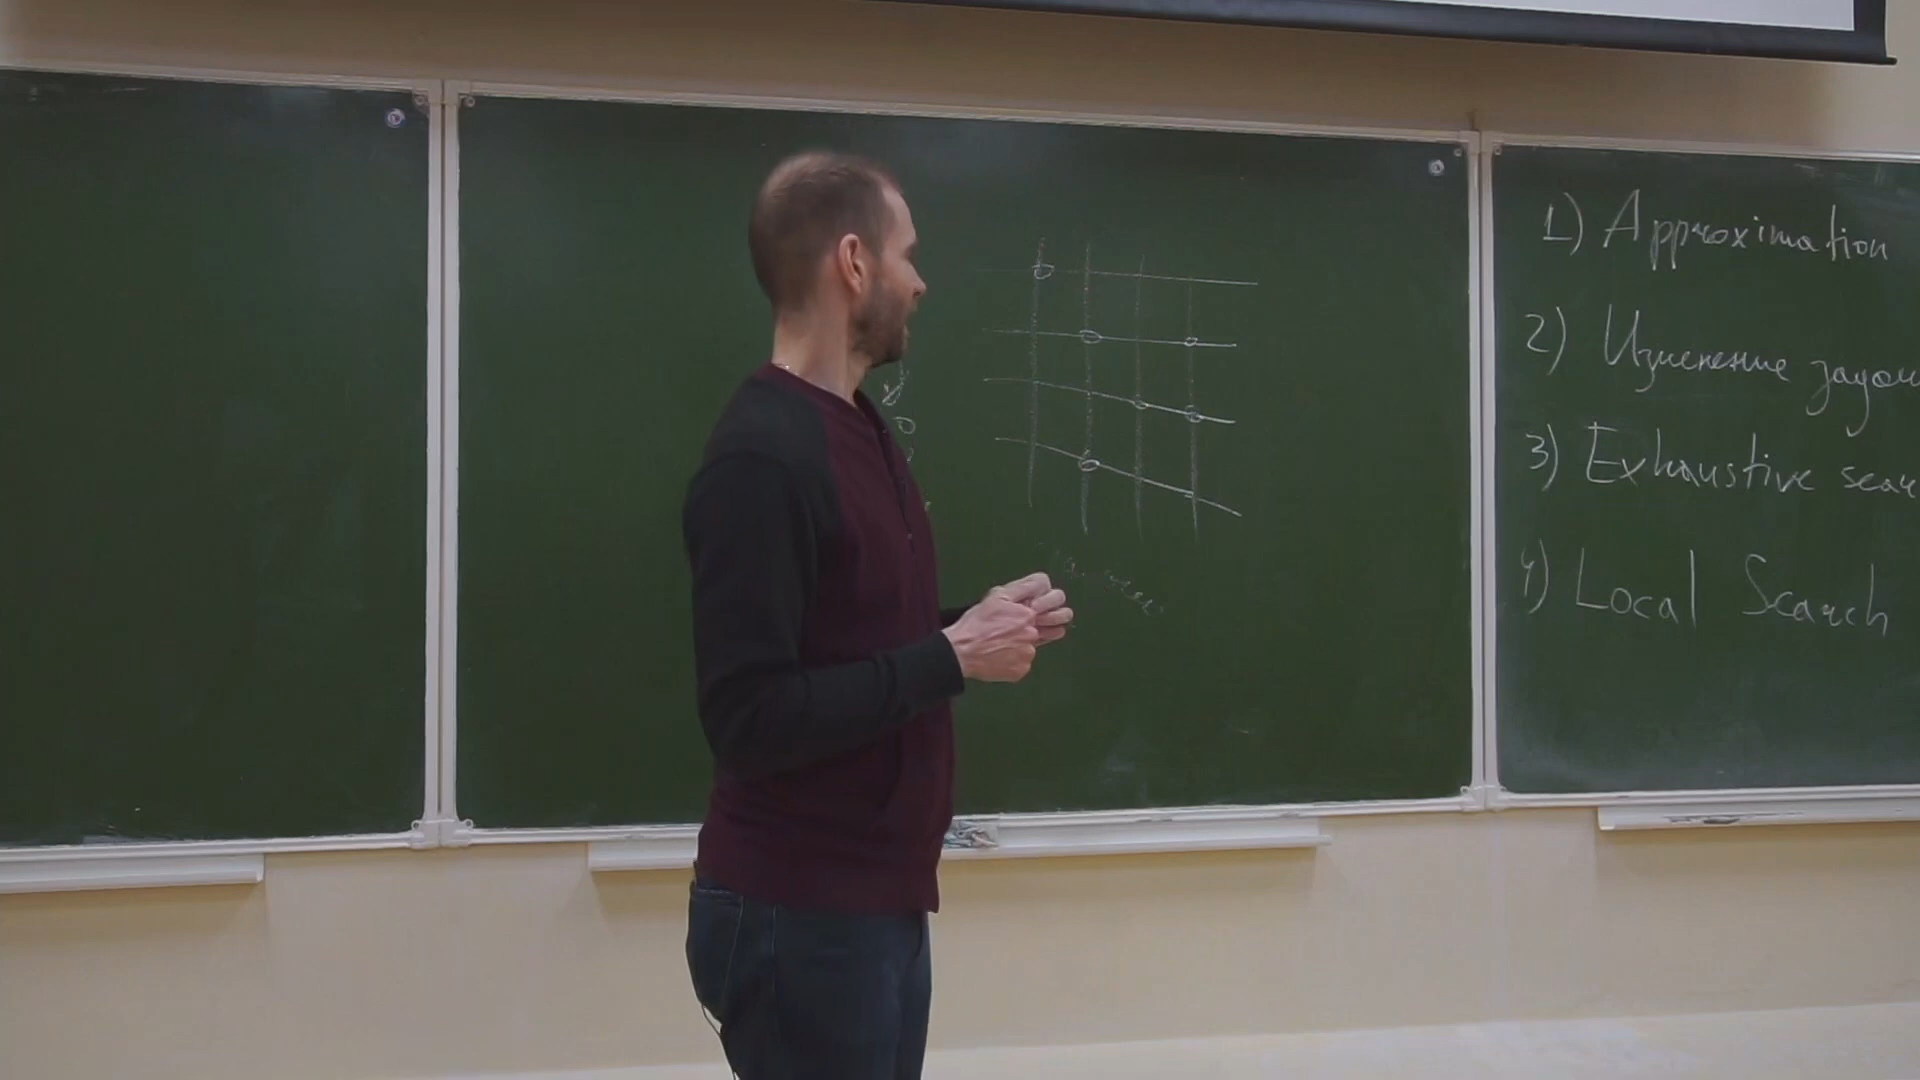 1) Approximation
2) Изменение задачи
3) Exhaustive search
4) Local Search